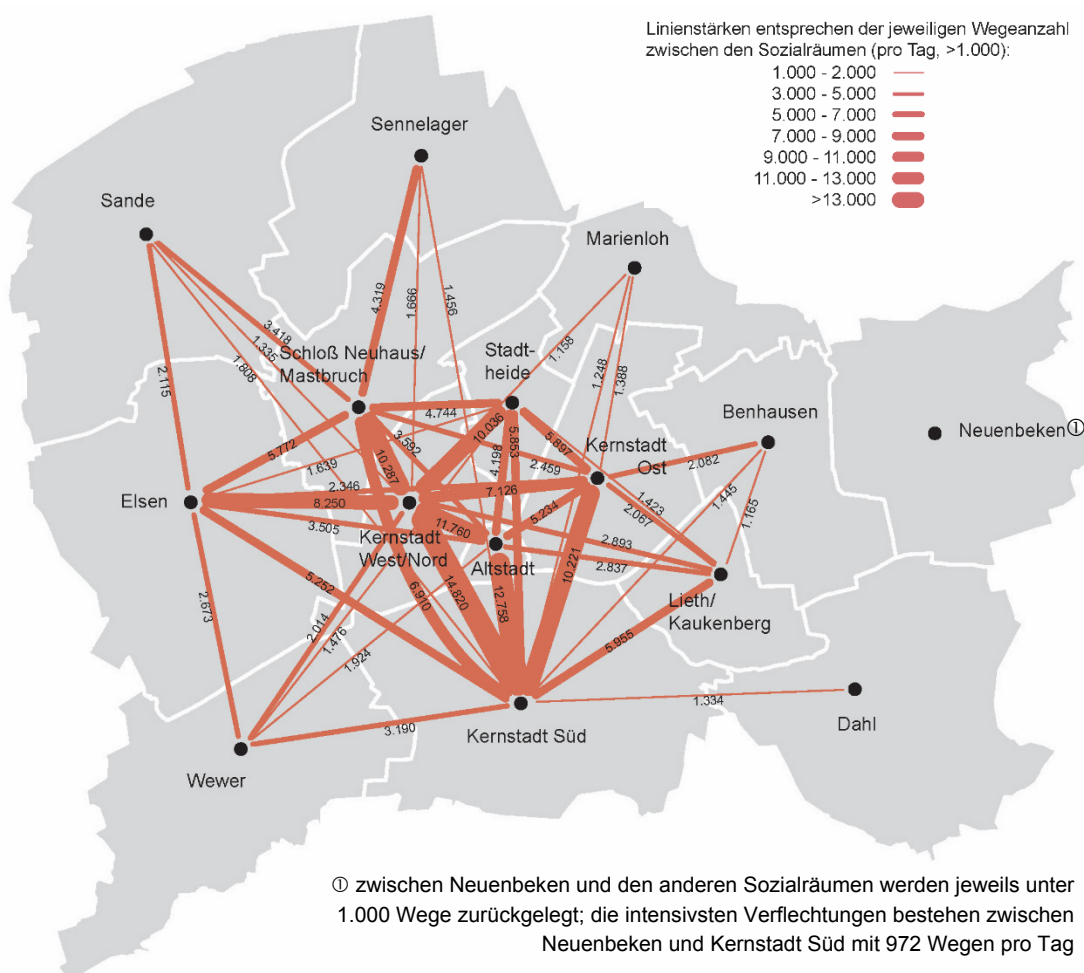 Linienstärken entsprechen der jeweiligen Wegeanzahl
zwischen den Sozialräumen (pro Tag, >1.000):
1.000 - 2.000
3.000 - 5.000
5.000 - 7.000
7.000 - 9.000
9.000 - 11.000
11.000 - 13.000
>13.000
Sennelager
Sande
Marienloh
4.319
1.666
1.456
3.418
1.335
1.808
Schloß Neuhaus/
Mastbruch
Stadt-
heide
1.158
1.248
1.388
2.115
Benhausen
Neuenbeken ①
4.744
10.036
5.853
5.897
Kernstadt
Ost
5.772
3.592
4.198
2.459
2.082
1.639
10.287
2.346
7.126
1.423
1.445
1.165
Elsen
8.250
2.067
3.505
11.760
5.234
Kernstadt
West/Nord
Altstadt
2.893
2.837
10.221
5.252
6.910
14.820
12.758
Lieth/
Kaukenberg
2.673
2.014
1.476
1.924
5.955
1.334
Dahl
3.190
Kernstadt Süd
Wewer
① zwischen Neuenbeken und den anderen Sozialräumen werden jeweils unter
1.000 Wege zurückgelegt; die intensivsten Verflechtungen bestehen zwischen
Neuenbeken und Kernstadt Süd mit 972 Wegen pro Tag